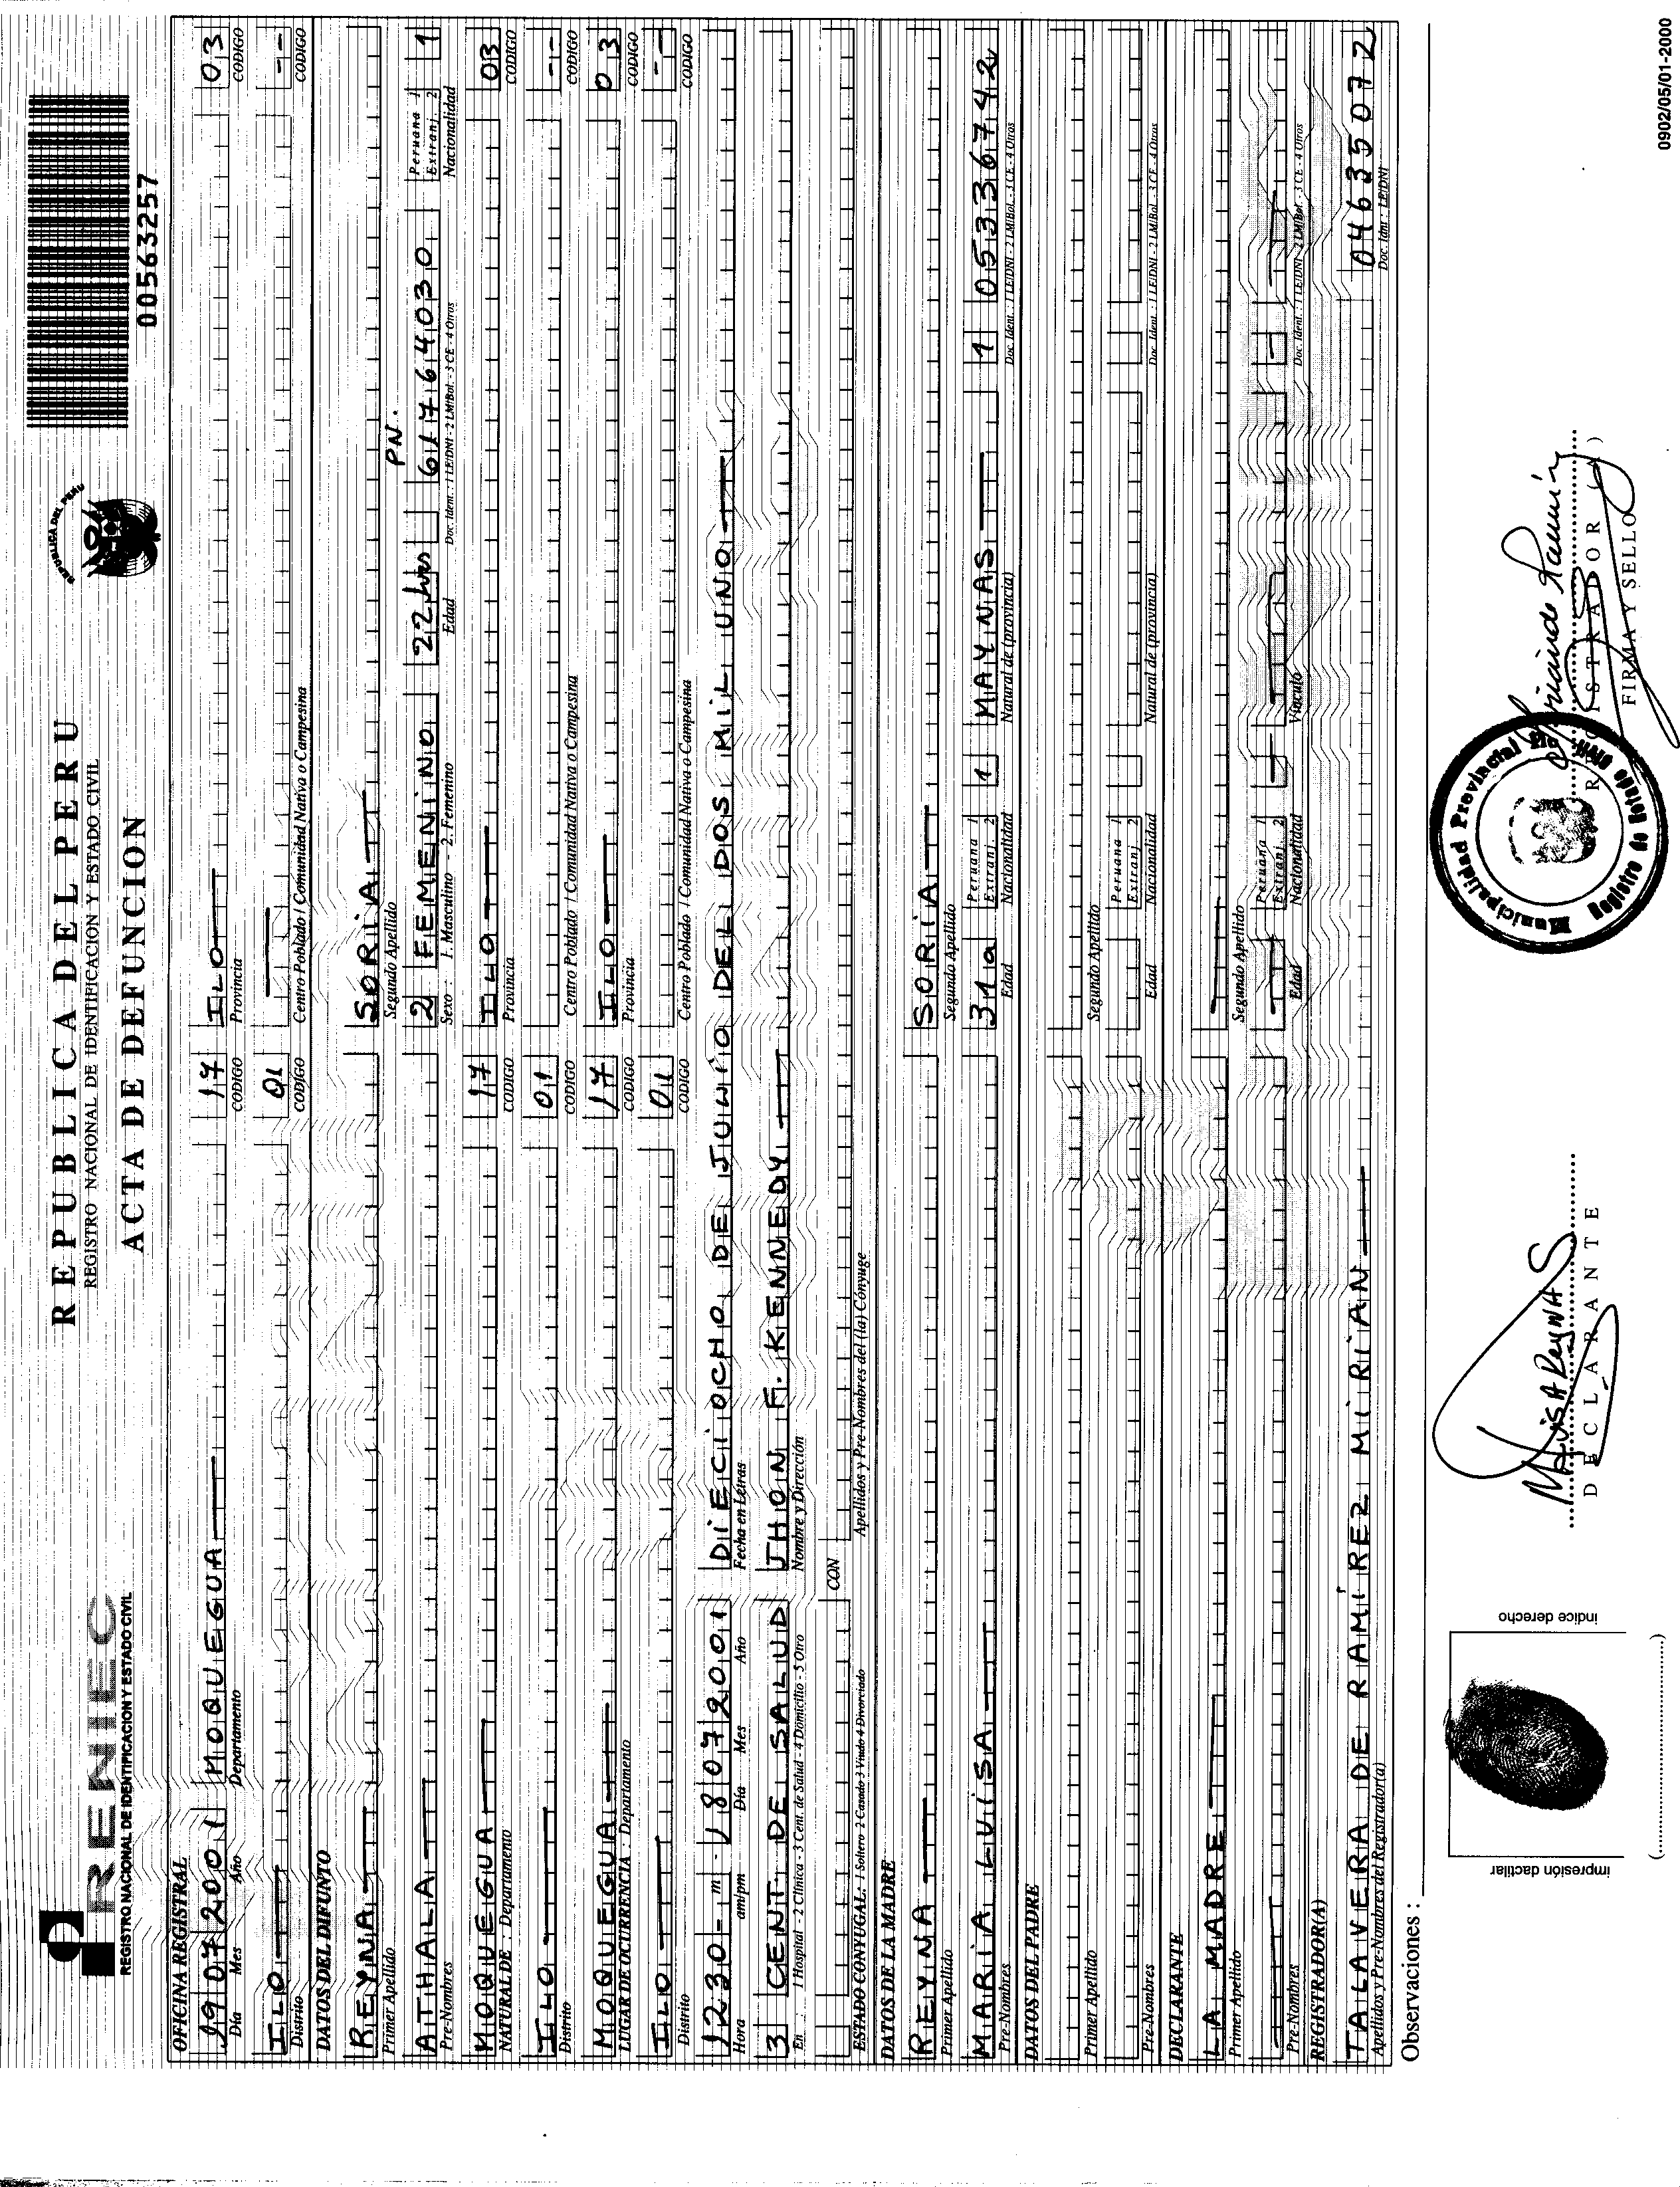 RENIEC
REGISTRO NACIONAL DE IDENTIFICACION Y ESTADO CIVIL
REPUBLICA DEL PERU
REGISTRO NACIONAL DE IDENTIFICACION Y ESTADO CIVIL
ACTA DE DEFUNCION
REPUBLICA DEL PERU
00563257
OFICINA REGISTRAL
19 07 2001 MOQUEGUA 17 ILO 03
Día Mes Año Departamento CODIGO Provincia CODIGO
ILO 01 --
Distrito CODIGO Centro Poblado / Comunidad Nativa o Campesina CODIGO
DATOS DEL DIFUNTO
REYNA SORIA
Primer Apellido Segundo Apellido
PN.
ATHALA 2 FEMENINO 22 61764030 Peruana 1 Extranj. 2 1
Pre-Nombres Sexo : 1. Masculino - 2. Femenino Edad Doc. Ident. : 1 LE/DNI - 2 LM/Bol. - 3 CE - 4 Otros Nacionalidad
MOQUEGUA 17 ILO 03
NATURAL DE : Departamento CODIGO Provincia CODIGO
ILO 01 --
Distrito CODIGO Centro Poblado / Comunidad Nativa o Campesina CODIGO
MOQUEGUA 17 ILO 03
LUGAR DE OCURRENCIA : Departamento CODIGO Provincia CODIGO
ILO 01 --
Distrito CODIGO Centro Poblado / Comunidad Nativa o Campesina CODIGO
1230 - m - 18 07 2001 DIECIOCHO DE JUNIO DEL DOS MIL UNO
Hora am/pm Día Mes Año Fecha en Letras
3 CENT. DE SALUD JHON F. KENNEDY
En : 1 Hospital - 2 Clínica - 3 Cent. de Salud - 4 Domicilio - 5 Otro Nombre y Dirección
CON
ESTADO CONYUGAL: 1 Soltero 2 Casado 3 Viudo 4 Divorciado Apellidos y Pre-Nombres del (la) Cónyuge
DATOS DE LA MADRE
REYNA SORIA
Primer Apellido Segundo Apellido
MARIA LUISA 31a Peruana 1 Extranj. 2 1 MAYNAS 1 05336742
Pre-Nombres Edad Nacionalidad Natural de (provincia) Doc. Ident. : 1 LE/DNI - 2 LM/Bol. - 3 CE - 4 Otros
DATOS DEL PADRE
Primer Apellido Segundo Apellido
Peruana 1 Extranj. 2
Pre-Nombres Edad Nacionalidad Natural de (provincia) Doc. Ident. : 1 LE/DNI - 2 LM/Bol. - 3 CE - 4 Otros
DECLARANTE
LA MADRE
Primer Apellido Segundo Apellido
Peruana 1 Extranj. 2
Pre-Nombres Edad Nacionalidad Vínculo Doc. Ident. : 1 LE/DNI - 2 LM/Bol. - 3 CE - 4 Otros
REGISTRADOR(A)
TALAVERA DE RAMÍREZ MIRIAN 04635072
Apellidos y Pre-Nombres del Registrador(a) Doc. Idnt : LE/DNI
Observaciones :
impresión dactilar
indice derecho
Luisa Reyna S
DECLARANTE
Municipalidad Provincial Ilo
Registro de Estado Civil
REGISTRADOR (A)
FIRMA Y SELLO
0902/05/01-2000